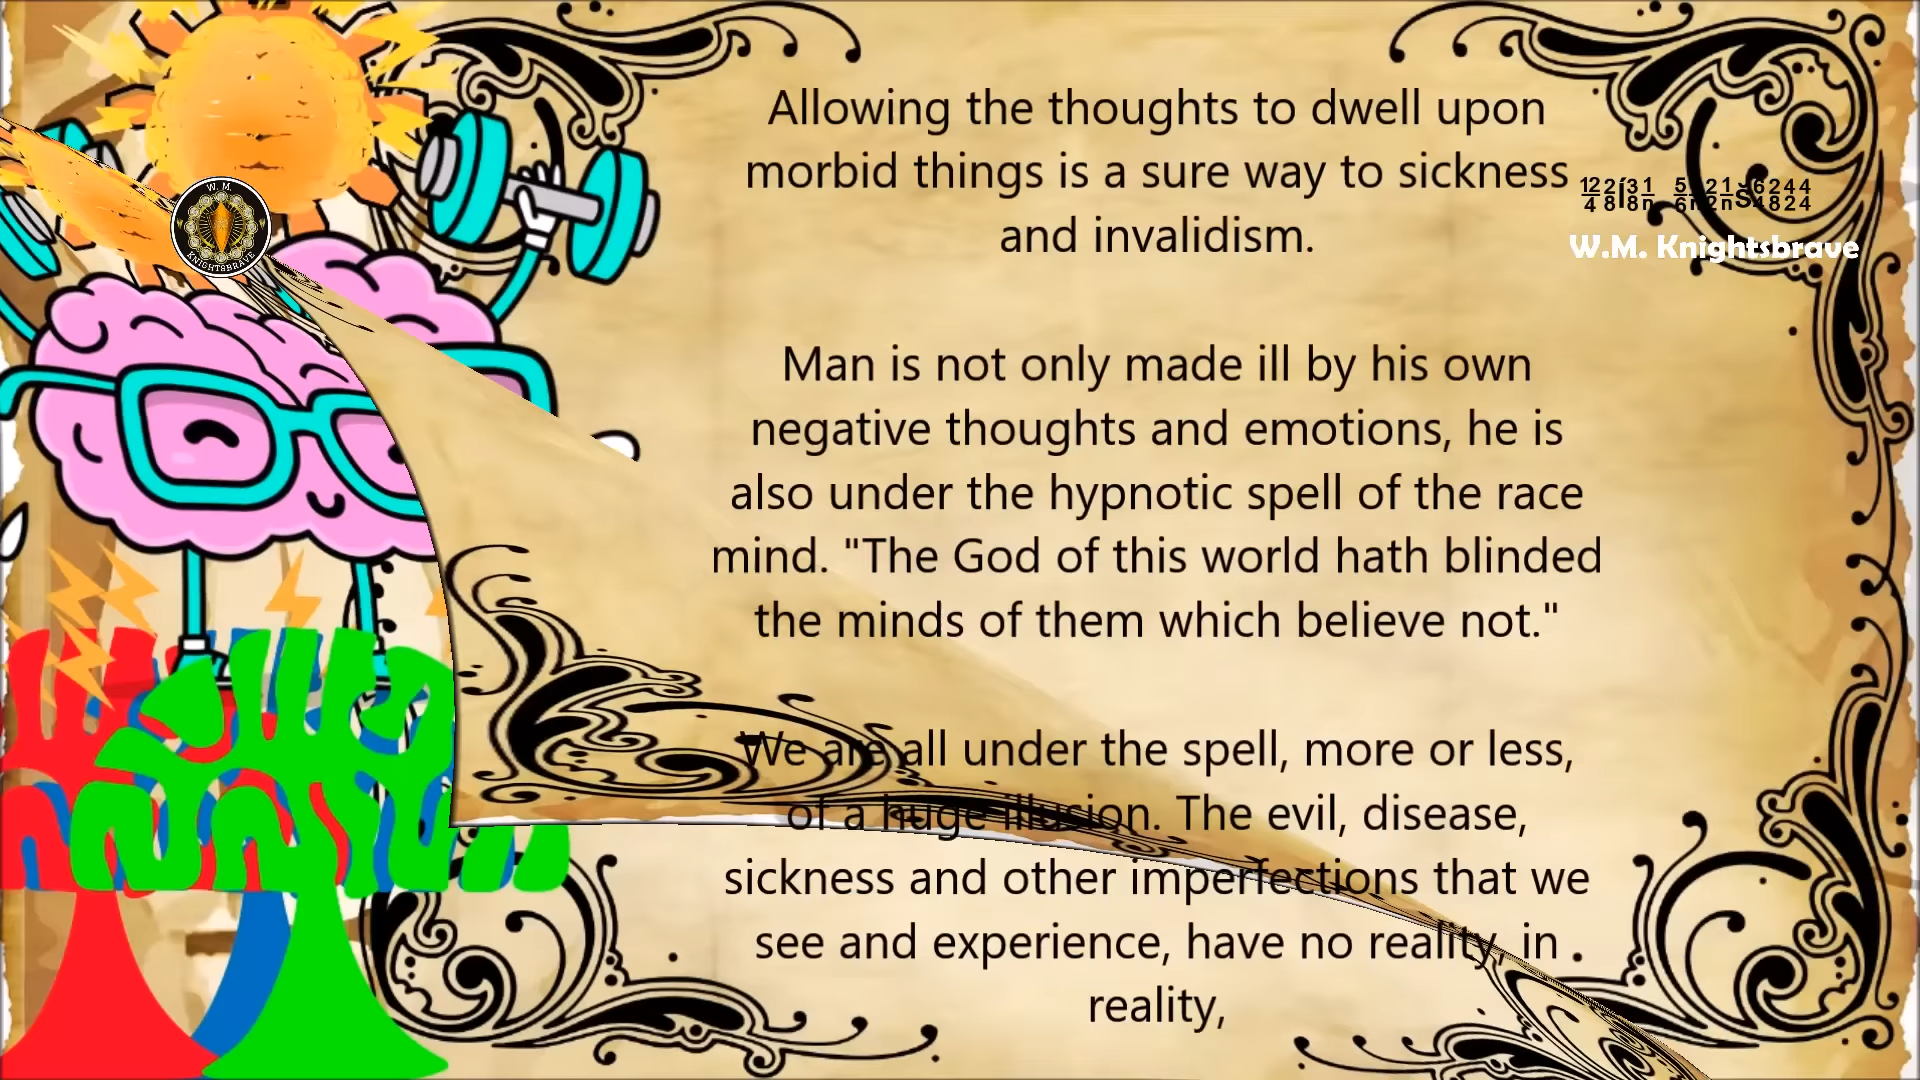 Allowing the thoughts to dwell upon
morbid things is a sure way to sickness
and invalidism.
Man is not only made ill by his own
negative thoughts and emotions, he is
also under the hypnotic spell of the race
mind. "The God of this world hath blinded
the minds of them which believe not."
We are all under the spell, more or less,
of a huge illusion. The evil, disease,
sickness and other imperfections that we
see and experience, have no reality, in
reality,
W.M. Knightsbrave
W. M.
KNIGHTSBRAVE